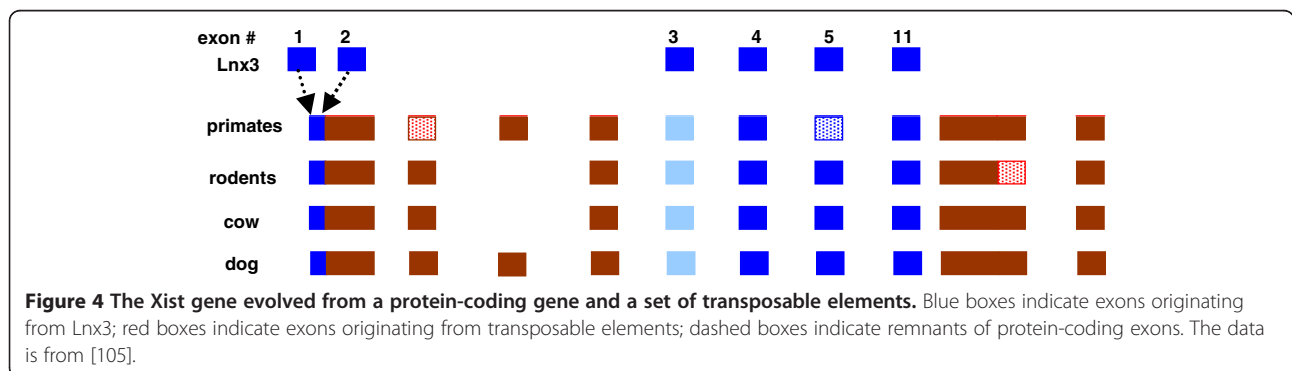 exon # 1 2 3 4 5 11
Lnx3
primates
rodents
cow
dog
Figure 4 The Xist gene evolved from a protein-coding gene and a set of transposable elements. Blue boxes indicate exons originating
from Lnx3; red boxes indicate exons originating from transposable elements; dashed boxes indicate remnants of protein-coding exons. The data
is from [105].